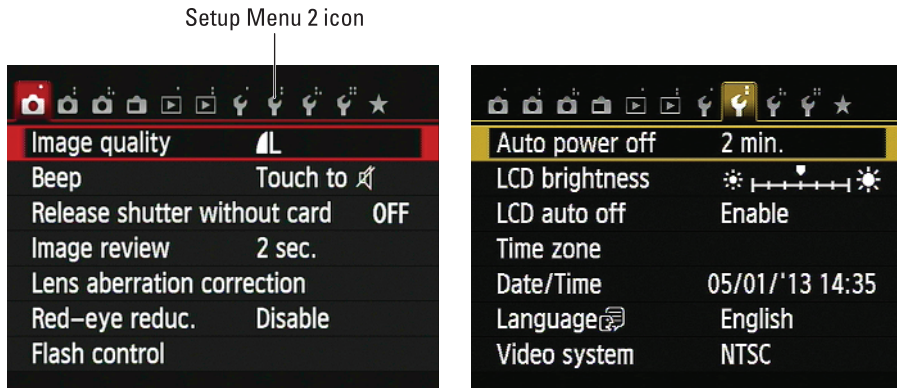 Setup Menu 2 icon
Image quality L
Beep Touch to
Release shutter without card OFF
Image review 2 sec.
Lens aberration correction
Red-eye reduc. Disable
Flash control
Auto power off 2 min.
LCD brightness
LCD auto off Enable
Time zone
Date/Time 05/01/'13 14:35
Language English
Video system NTSC